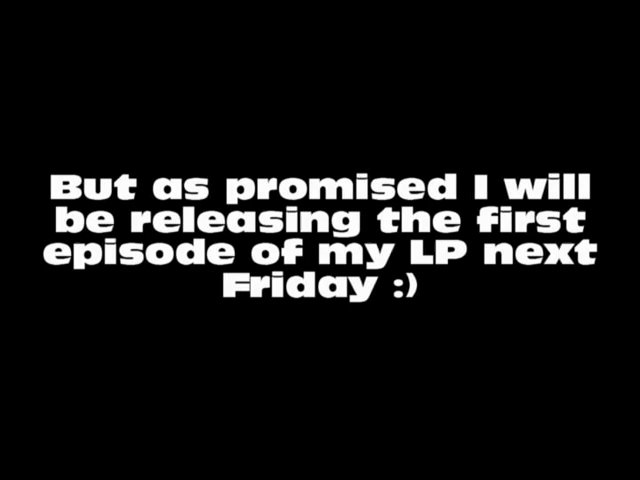 But as promised I will
be releasing the first
episode of my LP next
Friday :)